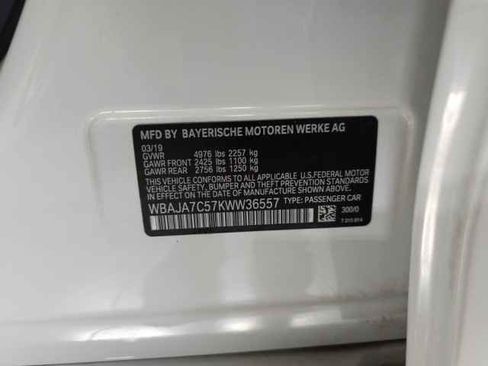 MFD BY BAYERISCHE MOTOREN WERKE AG
03/19
GVWR 4976 lbs 2257 kg
GAWR FRONT 2425 lbs 1100 kg
GAWR REAR 2756 lbs 1250 kg
THIS VEHICLE CONFORMS TO ALL APPLICABLE U.S.FEDERAL MOTOR
VEHICLE SAFETY, BUMPER AND THEFT PREVENTION STANDARDS IN
EFFECT ON THE DATE OF MANUFACTURE SHOWN ABOVE.
WBAJA7C57KWW36557 TYPE: PASSENGER CAR
300/0